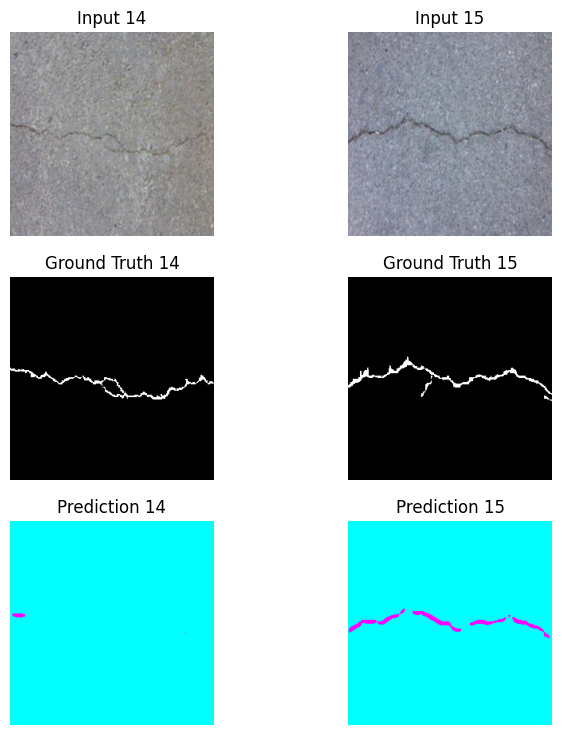 Input 14
Input 15
Ground Truth 14
Ground Truth 15
Prediction 14
Prediction 15